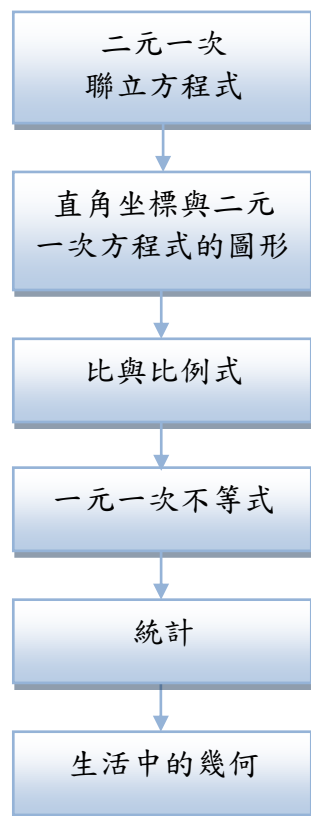 二元一次
聯立方程式
直角坐標與二元
一次方程式的圖形
比與比例式
一元一次不等式
統計
生活中的幾何